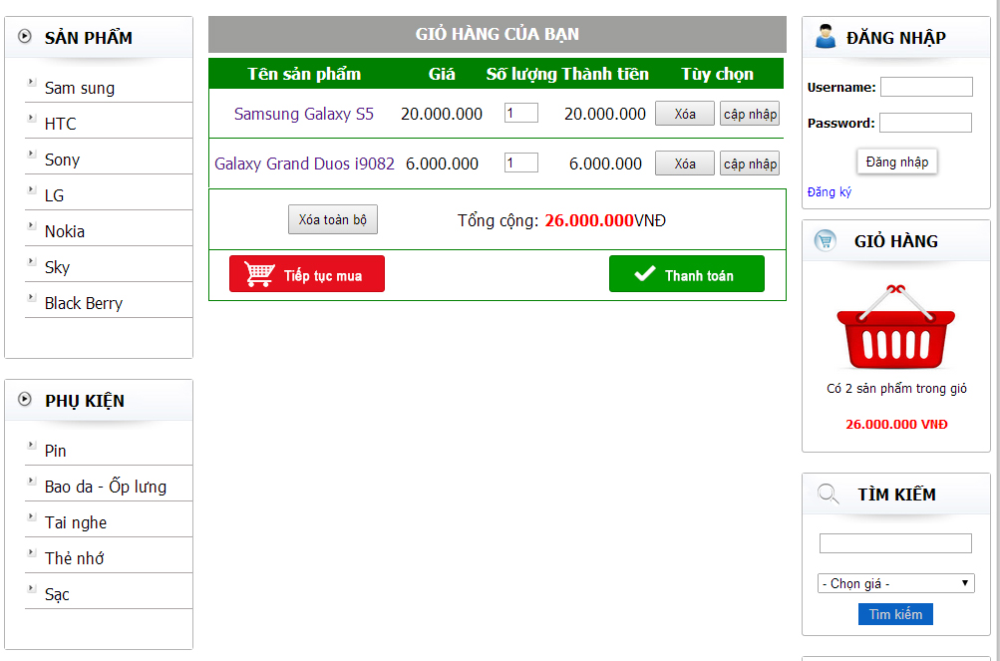 SẢN PHẨM
Sam sung
HTC
Sony
LG
Nokia
Sky
Black Berry
PHỤ KIỆN
Pin
Bao da - Ốp lưng
Tai nghe
Thẻ nhớ
Sạc
GIỎ HÀNG CỦA BẠN
Tên sản phẩm Giá Số lượng Thành tiền Tùy chọn
Samsung Galaxy S5 20.000.000 1 20.000.000 Xóa cập nhập
Galaxy Grand Duos i9082 6.000.000 1 6.000.000 Xóa cập nhập
Xóa toàn bộ Tổng cộng: 26.000.000VNĐ
Tiếp tục mua Thanh toán
ĐĂNG NHẬP
Username:
Password:
Đăng nhập
Đăng ký
GIỎ HÀNG
Có 2 sản phẩm trong giỏ
26.000.000 VNĐ
TÌM KIẾM
- Chọn giá -
Tìm kiếm